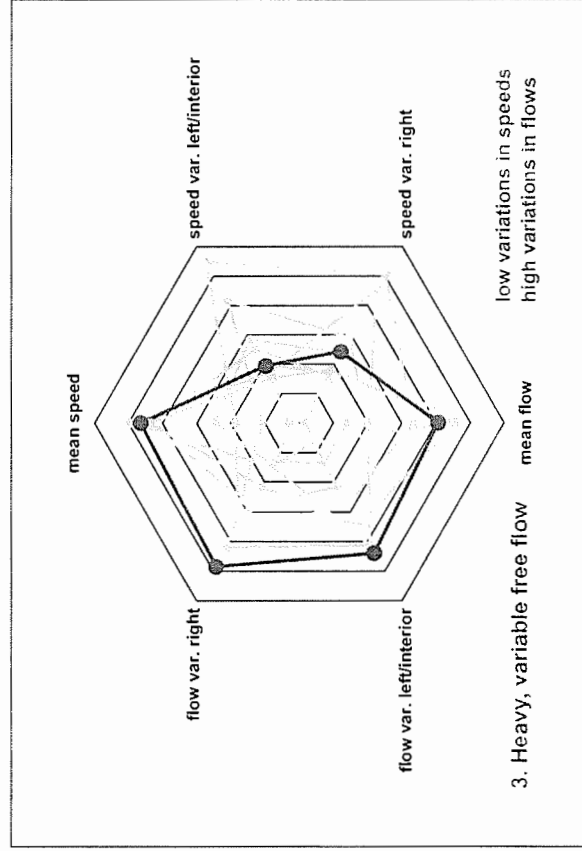 mean speed
speed var. left/interior
flow var. right
speed var. right
flow var. left/interior
mean flow
3. Heavy, variable free flow
low variations in speeds
high variations in flows